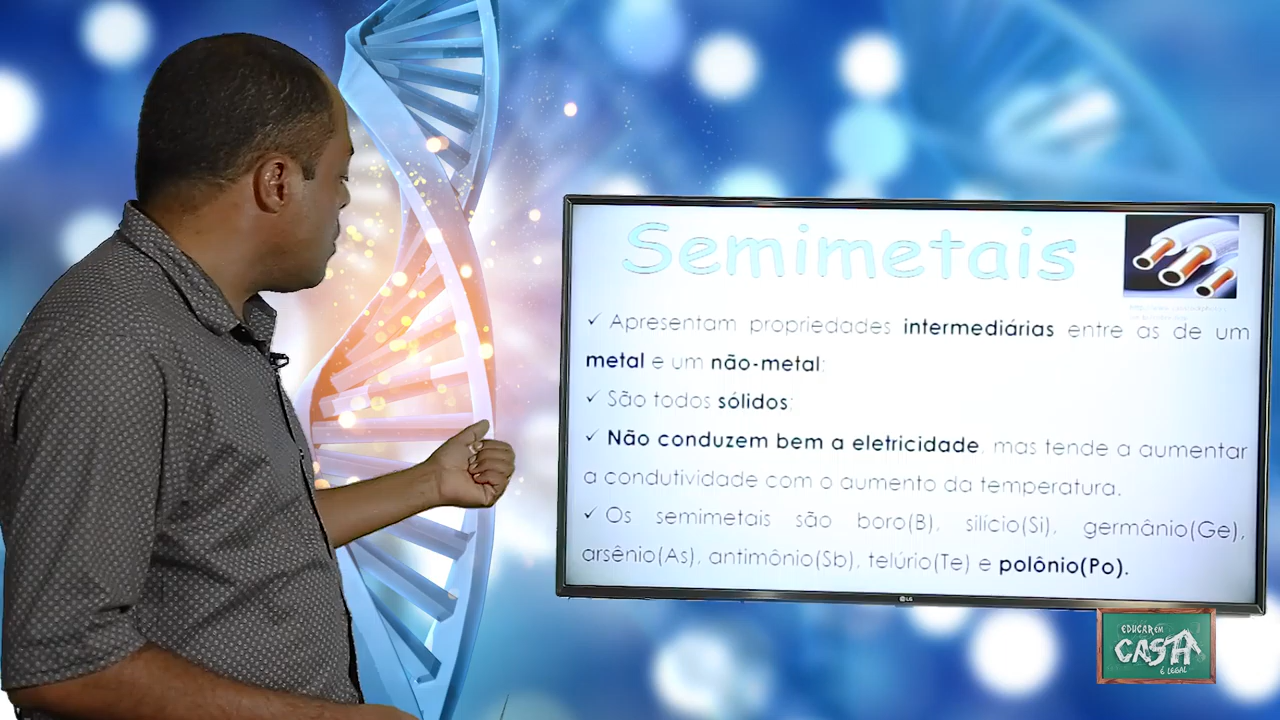 Semimetais
✓ Apresentam propriedades intermediárias entre as de um
metal e um não-metal;
✓ São todos sólidos;
✓ Não conduzem bem a eletricidade, mas tende a aumentar
a condutividade com o aumento da temperatura.
✓ Os semimetais são boro(B), silício(Si), germânio(Ge),
arsênio(As), antimônio(Sb), telúrio(Te) e polônio(Po).
LG
EDUCAR EM
CASA
É LEGAL